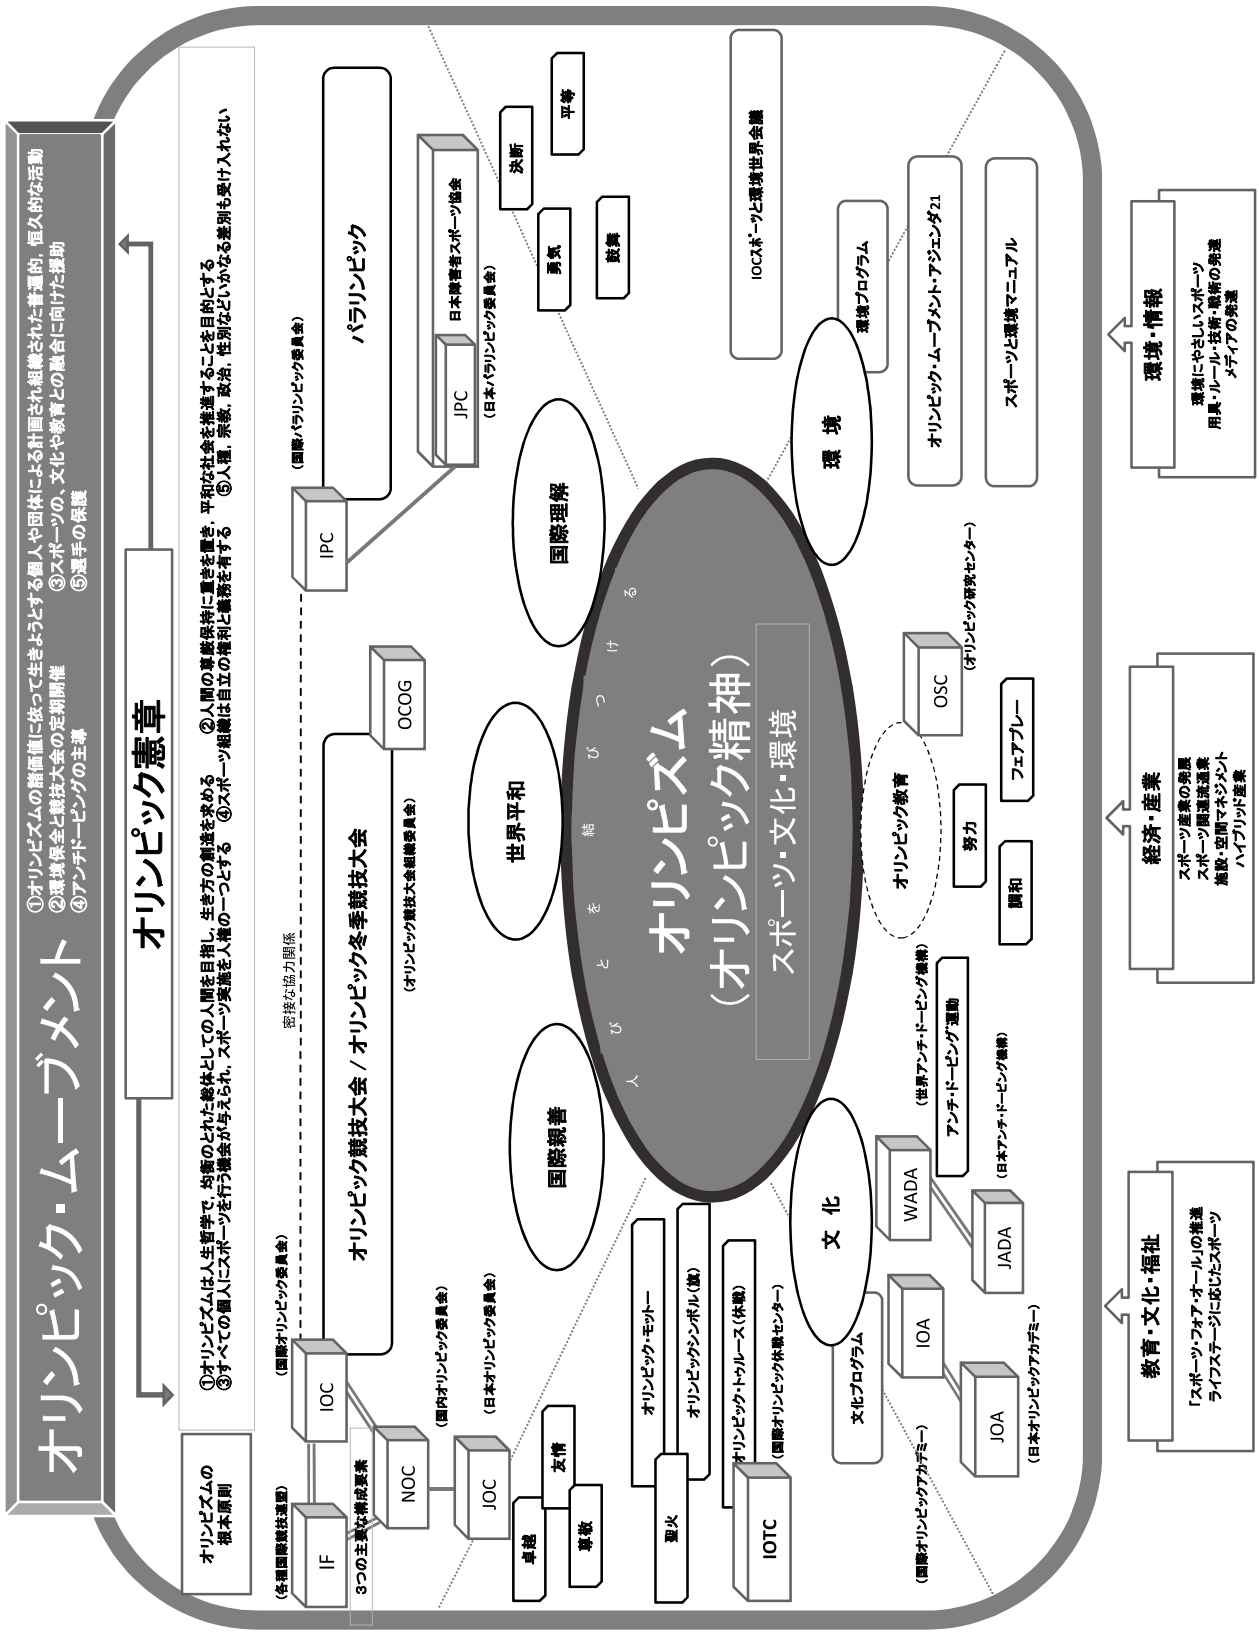 オリンピック・ムーブメント
①オリンピズムの諸価値に依って生きようとする個人や団体による計画され組織された普遍的，恒久的な活動
②環境保全と競技大会の定期開催
③スポーツの、文化や教育との融合に向けた援助
④アンチドーピングの主導
⑤選手の保護
オリンピック憲章
オリンピズムの
根本原則
①オリンピズムは人生哲学で，均衡のとれた総体としての人間を目指し，生き方の創造を求める
②人間の尊厳保持に重きを置き，平和な社会を推進することを目的とする
③すべての個人にスポーツを行う機会が与えられ，スポーツ実施を人権の一つとする
④スポーツ組織は自立の権利と義務を有する
⑤人種，宗教，政治，性別などいかなる差別も受け入れない
（各種国際競技連盟）
（国際オリンピック委員会）
密接な協力関係
（国際パラリンピック委員会）
IF
IOC
IPC
3つの主要な構成要素
オリンピック競技大会 / オリンピック冬季競技大会
パラリンピック
OCOG
（オリンピック競技大会組織委員会）
NOC
（国内オリンピック委員会）
JOC
（日本オリンピック委員会）
JPC
日本障害者スポーツ協会
（日本パラリンピック委員会）
卓越
友情
尊敬
国際親善
世界平和
国際理解
決断
平等
勇気
鼓舞
人びとを結びつける
オリンピズム
（オリンピック精神）
スポーツ・文化・環境
オリンピック・モットー
聖火
オリンピックシンボル（旗）
オリンピック・トゥルース（休戦）
IOTC
（国際オリンピック休戦センター）
文化
文化プログラム
環境
環境プログラム
IOCスポーツと環境世界会議
オリンピック・ムーブメント・アジェンダ21
スポーツと環境マニュアル
WADA
（世界アンチ・ドーピング機構）
アンチ・ドーピング運動
JADA
（日本アンチ・ドーピング機構）
IOA
（国際オリンピックアカデミー）
JOA
（日本オリンピックアカデミー）
オリンピック教育
OSC
（オリンピック研究センター）
努力
フェアプレー
調和
教育・文化・福祉
「スポーツ・フォア・オール」の推進
ライフステージに応じたスポーツ
経済・産業
スポーツ産業の発展
スポーツ関連流通業
施設・空間マネジメント
ハイブリッド産業
環境・情報
環境にやさしいスポーツ
用具・ルール・技術・戦術の発達
メディアの発達